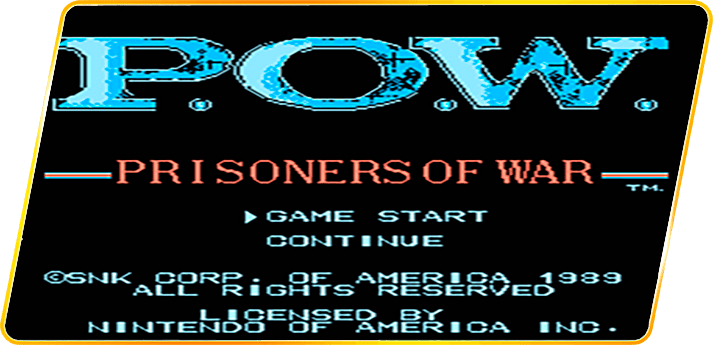 P.O.W.
PRISONERS OF WAR
TM.
GAME START
CONTINUE
©SNK CORP. OF AMERICA 1989
ALL RIGHTS RESERVED
LICENSED BY
NINTENDO OF AMERICA INC.